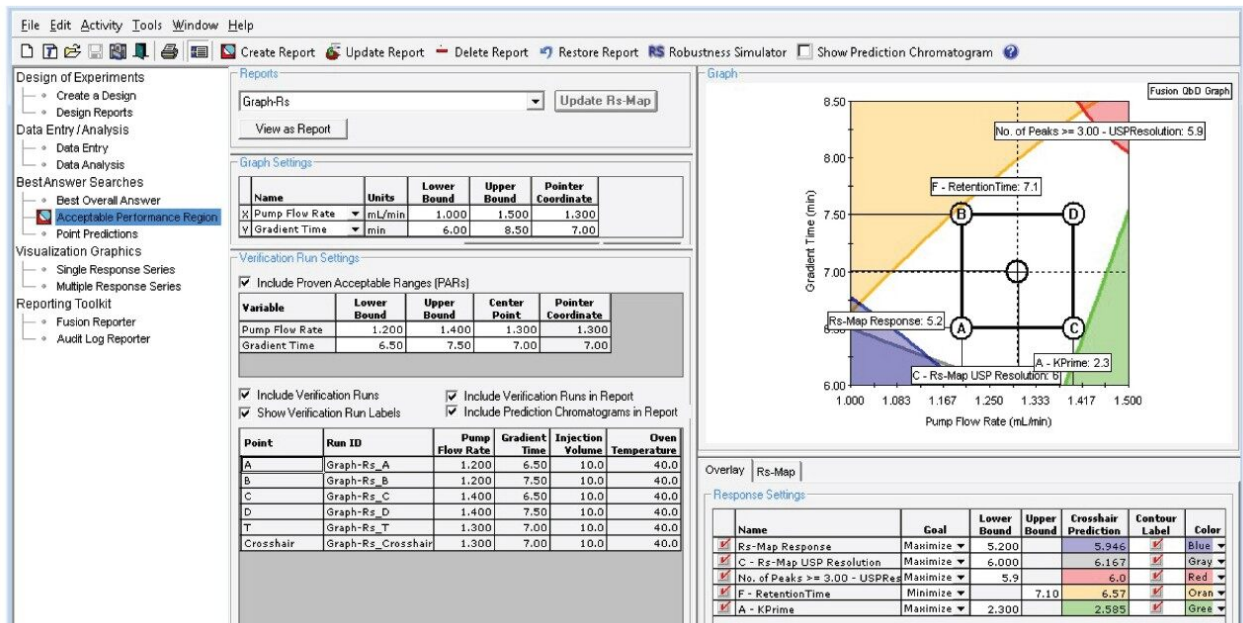 File Edit Activity Tools Window Help
Create Report Update Report Delete Report Restore Report RS Robustness Simulator Show Prediction Chromatogram
Design of Experiments
Create a Design
Design Reports
Data Entry / Analysis
Data Entry
Data Analysis
BestAnswer Searches
Best Overall Answer
Acceptable Performance Region
Point Predictions
Visualization Graphics
Single Response Series
Multiple Response Series
Reporting Toolkit
Fusion Reporter
Audit Log Reporter
Reports
Graph-Rs Update Rs-Map
View as Report
Graph Settings
Name Units Lower Bound Upper Bound Pointer Coordinate
X Pump Flow Rate mL/min 1.000 1.500 1.300
Y Gradient Time min 6.00 8.50 7.00
Verification Run Settings
Include Proven Acceptable Ranges (PARs)
Variable Lower Bound Upper Bound Center Point Pointer Coordinate
Pump Flow Rate 1.200 1.400 1.300 1.300
Gradient Time 6.50 7.50 7.00 7.00
Include Verification Runs Include Verification Runs in Report
Show Verification Run Labels Include Prediction Chromatograms in Report
Point Run ID Pump Flow Rate Gradient Time Injection Volume Oven Temperature
A Graph-Rs_A 1.200 6.50 10.0 40.0
B Graph-Rs_B 1.200 7.50 10.0 40.0
C Graph-Rs_C 1.400 6.50 10.0 40.0
D Graph-Rs_D 1.400 7.50 10.0 40.0
T Graph-Rs_T 1.300 7.00 10.0 40.0
Crosshair Graph-Rs_Crosshair 1.300 7.00 10.0 40.0
Graph
Fusion QbD Graph
8.50
No. of Peaks >= 3.00 - USPResolution: 5.9
8.00
F - RetentionTime: 7.1
7.50 B D
7.00
Gradient Time (min)
Rs-Map Response: 5.2
A C
A - KPrime: 2.3
C - Rs-Map USP Resolution: 6
6.00
1.000 1.083 1.167 1.250 1.333 1.417 1.500
Pump Flow Rate (mL/min)
Overlay Rs-Map
Response Settings
Name Goal Lower Bound Upper Bound Crosshair Prediction Contour Label Color
Rs-Map Response Maximize 5.200 5.946 Blue
C - Rs-Map USP Resolution Maximize 6.000 6.167 Gray
No. of Peaks >= 3.00 - USPRes Maximize 5.9 6.0 Red
F - RetentionTime Minimize 7.10 6.57 Oran
A - KPrime Maximize 2.300 2.585 Gree